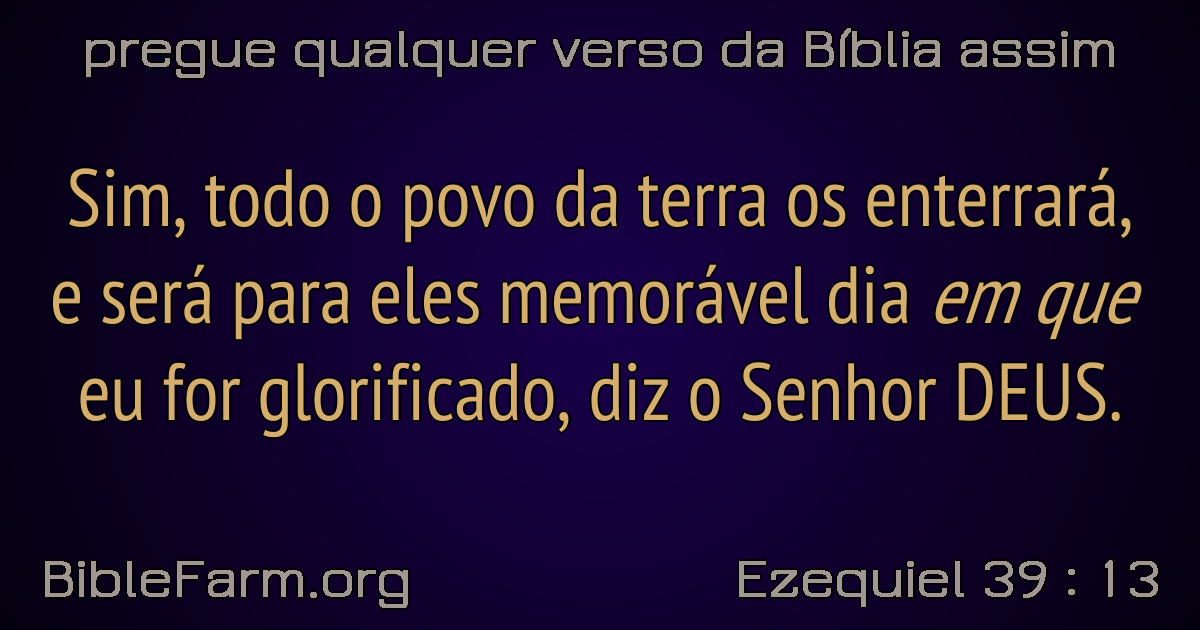 pregue qualquer verso da Bíblia assim
Sim, todo o povo da terra os enterrará,
e será para eles memorável dia em que
eu for glorificado, diz o Senhor DEUS.
BibleFarm.org
Ezequiel 39 : 13